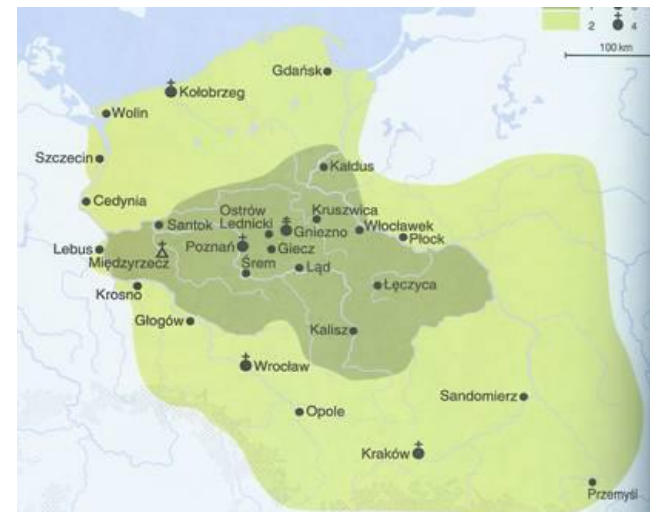 2 4
100 km
Gdańsk
Kołobrzeg
Wolin
Szczecin
Kałdus
Cedynia
Ostrów
Lednicki
Kruszwica
Santok
Gniezno
Włocławek
Poznań
Giecz
Płock
Lebus
Międzyrzecz
Śrem
Ląd
Krosno
Łęczyca
Głogów
Kalisz
Wrocław
Sandomierz
Opole
Kraków
Przemyśl